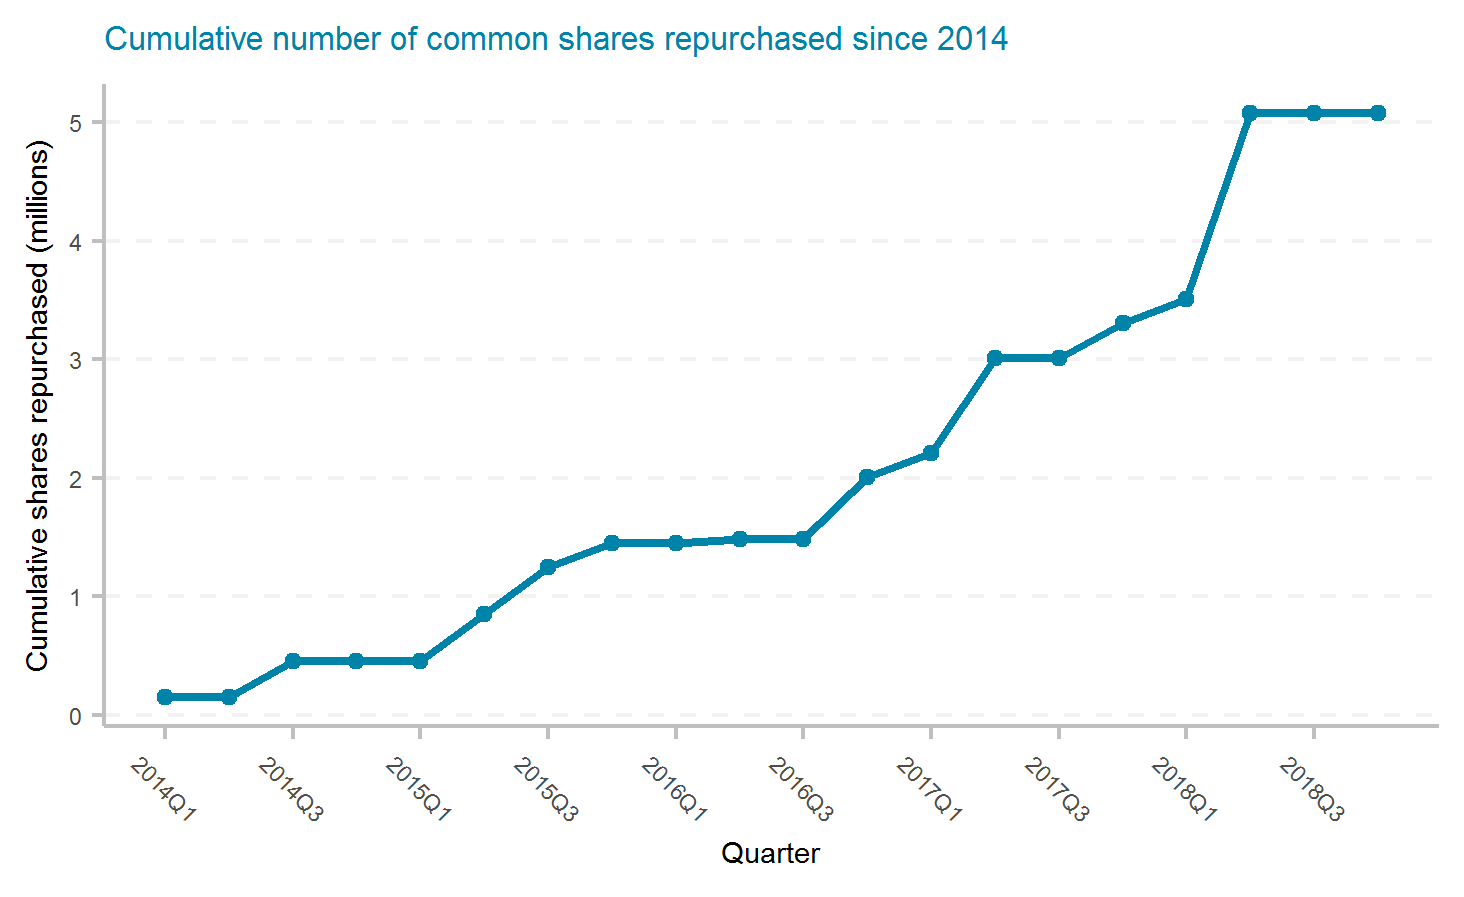 Cumulative number of common shares repurchased since 2014
Cumulative shares repurchased (millions)
5
4
3
2
1
0
2014Q1
2014Q3
2015Q1
2015Q3
2016Q1
2016Q3
2017Q1
2017Q3
2018Q1
2018Q3
Quarter